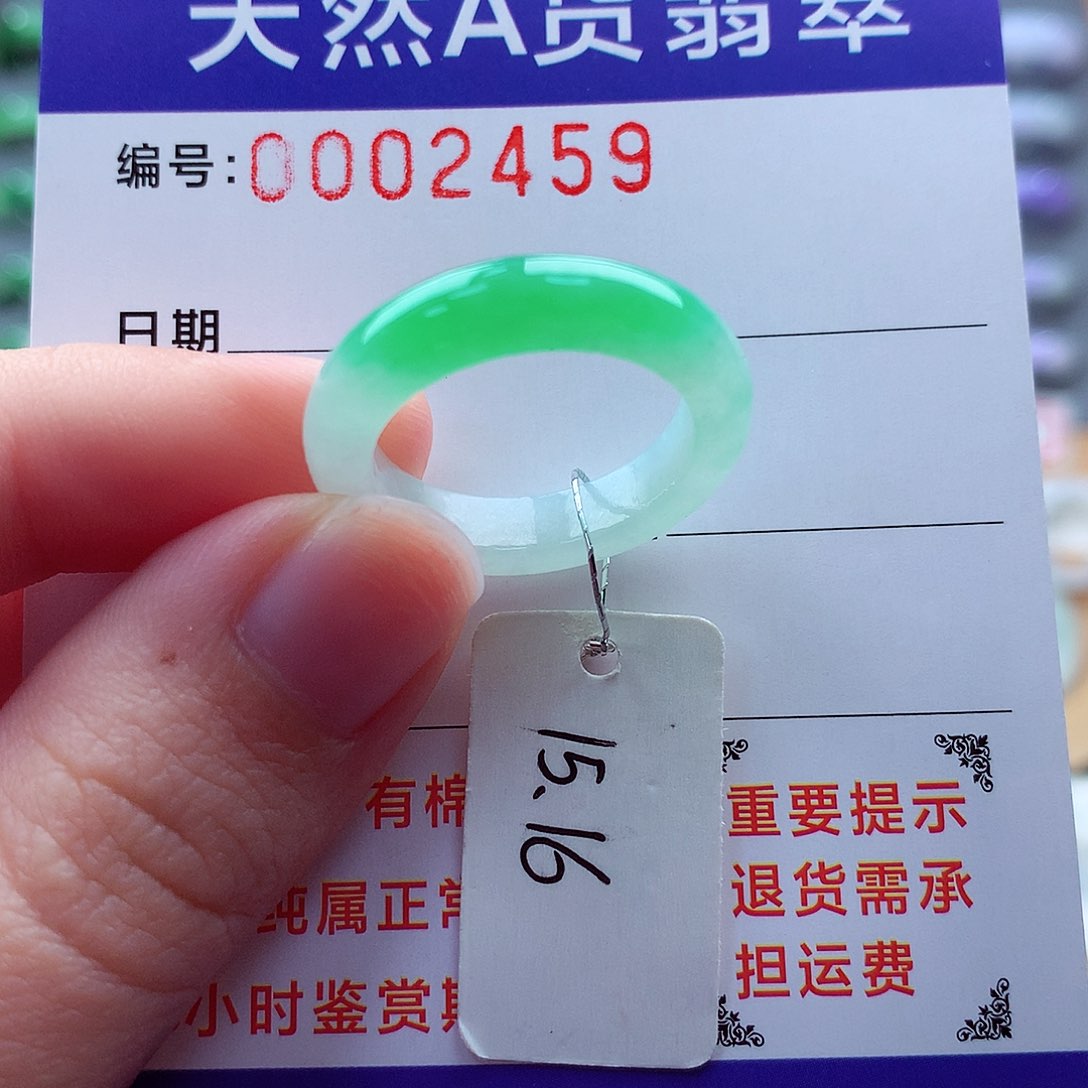 天然A货翡翠
编号:0002459
日期
15.16
有棉
重要提示
纯属正常
退货需承
担运费
小时鉴赏期